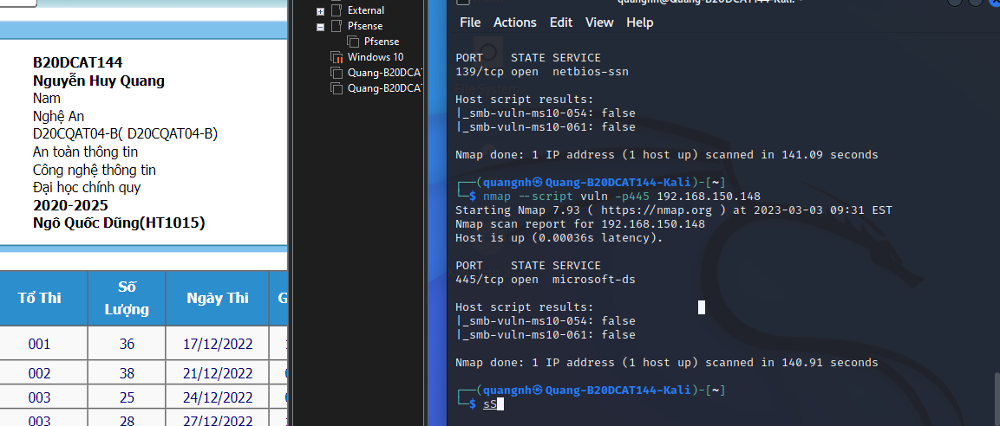 B20DCAT144
Nguyễn Huy Quang
Nam
Nghệ An
D20CQAT04-B( D20CQAT04-B)
An toàn thông tin
Công nghệ thông tin
Đại học chính quy
2020-2025
Ngô Quốc Dũng(HT1015)
Tổ Thi Số Lượng Ngày Thi G
001 36 17/12/2022
002 38 21/12/2022
003 25 24/12/2022
003 28 27/12/2022
External
Pfsense
Pfsense
Windows 10
Quang-B20DCAT
Quang-B20DCAT
quangnh@Quang-B20DCAT144-Kali: ~
File Actions Edit View Help
PORT STATE SERVICE
139/tcp open netbios-ssn
Host script results:
|_smb-vuln-ms10-054: false
|_smb-vuln-ms10-061: false
Nmap done: 1 IP address (1 host up) scanned in 141.09 seconds
┌──(quangnh㉿Quang-B20DCAT144-Kali)-[~]
└─$ nmap --script vuln -p445 192.168.150.148
Starting Nmap 7.93 ( https://nmap.org ) at 2023-03-03 09:31 EST
Nmap scan report for 192.168.150.148
Host is up (0.00036s latency).
PORT STATE SERVICE
445/tcp open microsoft-ds
Host script results:
|_smb-vuln-ms10-054: false
|_smb-vuln-ms10-061: false
Nmap done: 1 IP address (1 host up) scanned in 140.91 seconds
┌──(quangnh㉿Quang-B20DCAT144-Kali)-[~]
└─$ sS